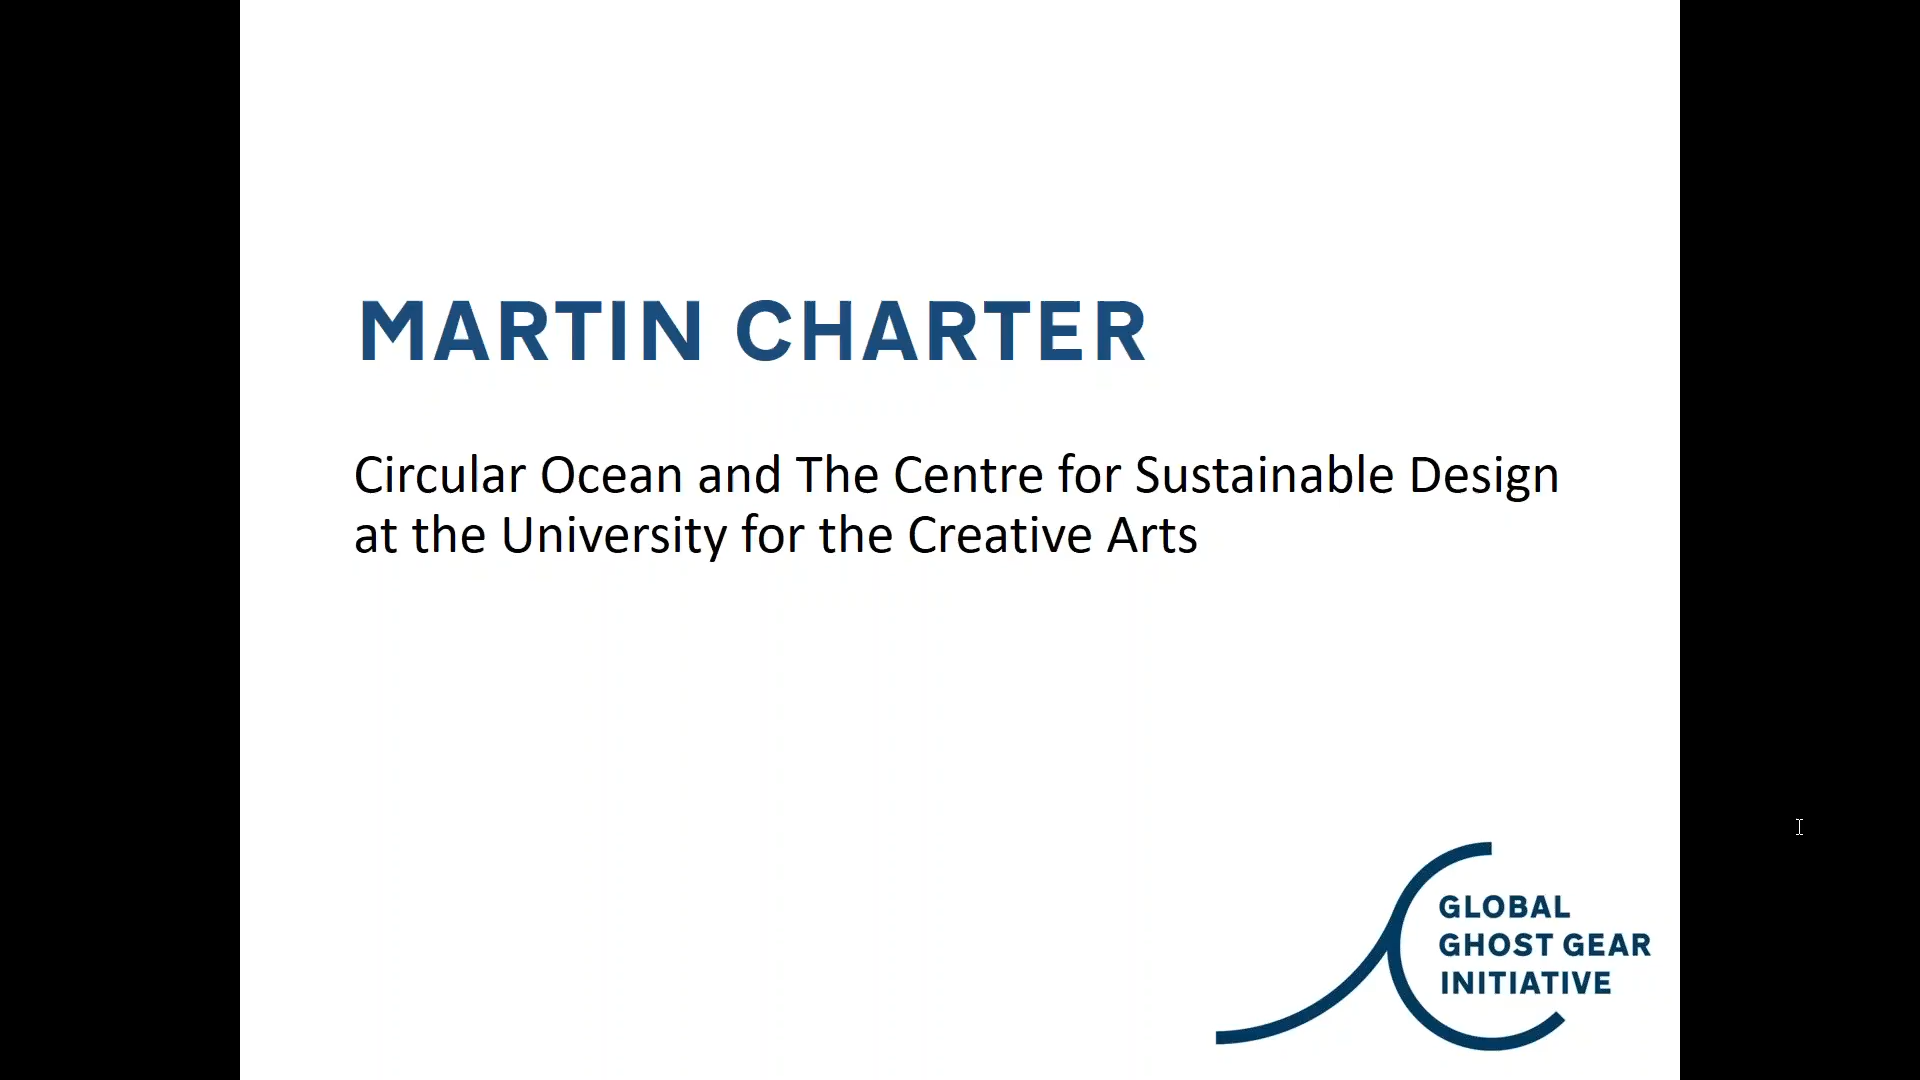 MARTIN CHARTER
Circular Ocean and The Centre for Sustainable Design
at the University for the Creative Arts
GLOBAL
GHOST GEAR
INITIATIVE